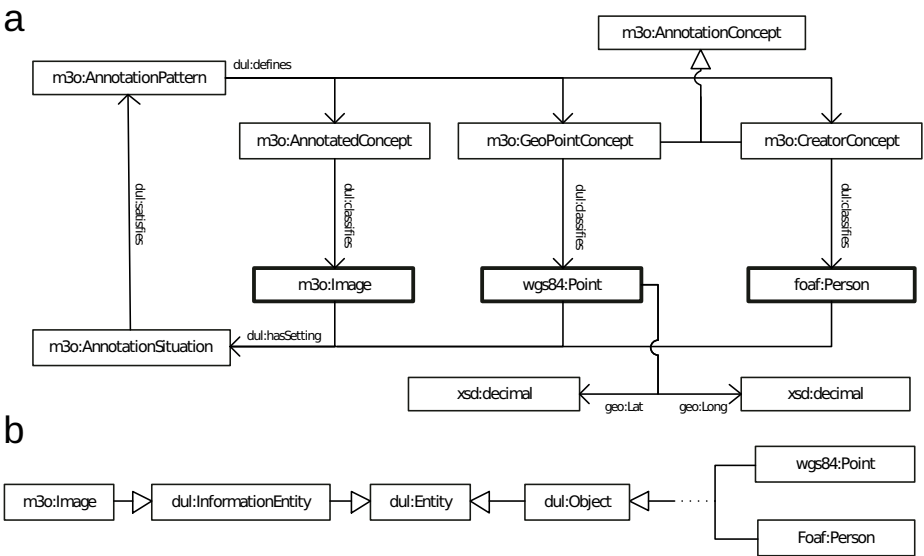 a
m3o:AnnotationConcept
dul:defines
m3o:AnnotationPattern
m3o:AnnotatedConcept
m3o:GeoPointConcept
m3o:CreatorConcept
dul:satisfies
dul:classifies
dul:classifies
dul:classifies
m3o:Image
wgs84:Point
foaf:Person
dul:hasSetting
m3o:AnnotationSituation
xsd:decimal
geo:Lat
geo:Long
xsd:decimal
b
wgs84:Point
m3o:Image
dul:InformationEntity
dul:Entity
dul:Object
Foaf:Person